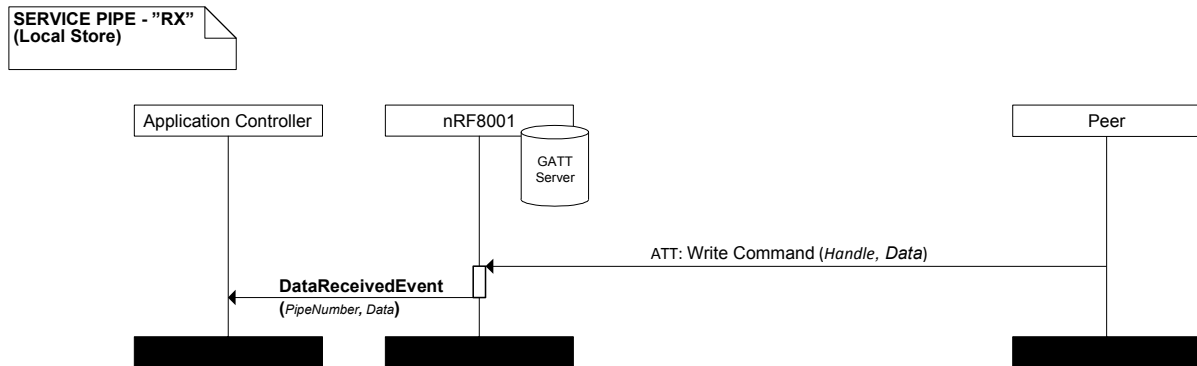 SERVICE PIPE - ”RX”
(Local Store)
Application Controller
nRF8001
Peer
GATT
Server
ATT: Write Command (Handle, Data)
DataReceivedEvent
(PipeNumber, Data)